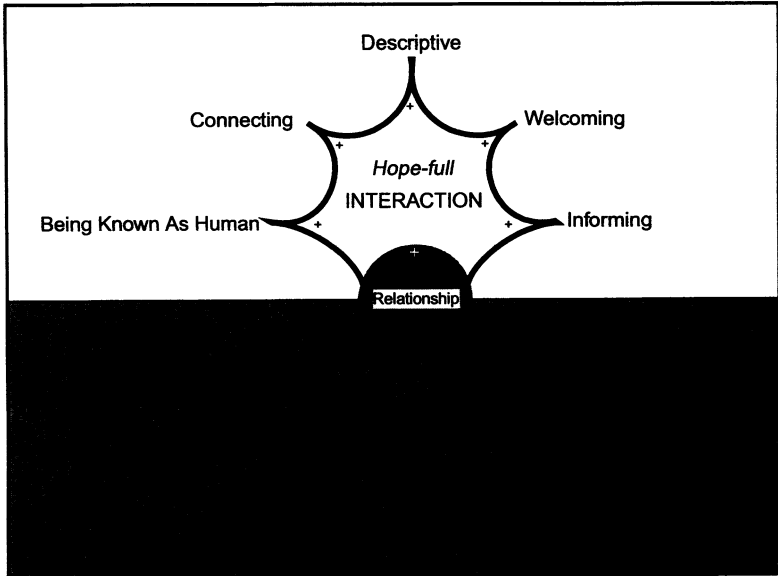 Descriptive
Connecting
Welcoming
Hope-full
INTERACTION
Being Known As Human
Informing
+
+
+
+
+
+
Relationship